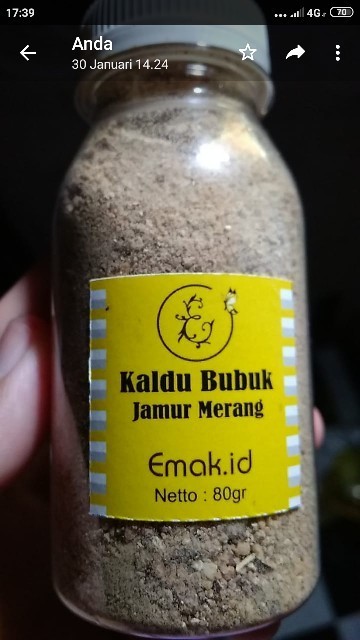 17:39
4G
70
Anda
30 Januari 14.24
E
Kaldu Bubuk
Jamur Merang
Emak.id
Netto : 80gr